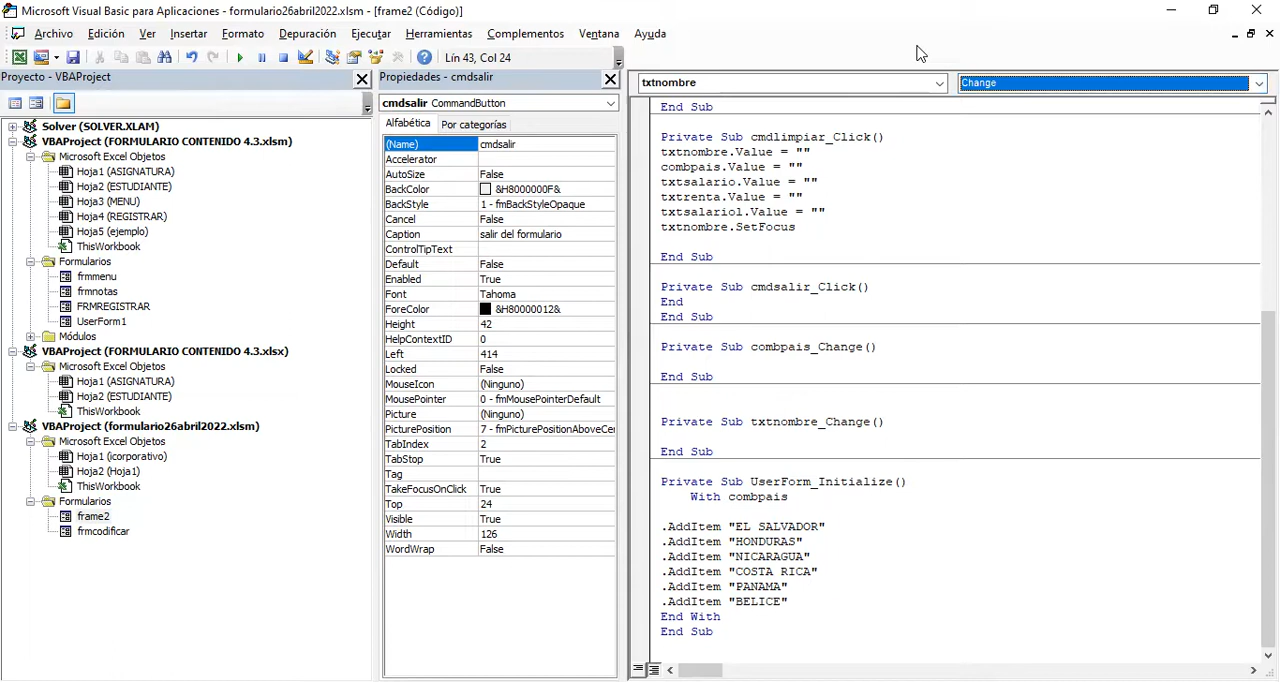 Microsoft Visual Basic para Aplicaciones - formulario26abril2022.xlsm - [frame2 (Código)]
Archivo Edición Ver Insertar Formato Depuración Ejecutar Herramientas Complementos Ventana Ayuda
Lín 43, Col 24
Proyecto - VBAProject
Solver (SOLVER.XLAM)
VBAProject (FORMULARIO CONTENIDO 4.3.xlsm)
Microsoft Excel Objetos
Hoja1 (ASIGNATURA)
Hoja2 (ESTUDIANTE)
Hoja3 (MENU)
Hoja4 (REGISTRAR)
Hoja5 (ejemplo)
ThisWorkbook
Formularios
frmmenu
frmnotas
FRMREGISTRAR
UserForm1
Módulos
VBAProject (FORMULARIO CONTENIDO 4.3.xlsx)
Microsoft Excel Objetos
Hoja1 (ASIGNATURA)
Hoja2 (ESTUDIANTE)
ThisWorkbook
VBAProject (formulario26abril2022.xlsm)
Microsoft Excel Objetos
Hoja1 (icorporativo)
Hoja2 (Hoja1)
ThisWorkbook
Formularios
frame2
frmcodificar
Propiedades - cmdsalir
cmdsalir CommandButton
Alfabética Por categorías
(Name) cmdsalir
Accelerator
AutoSize False
BackColor &H8000000F&
BackStyle 1 - fmBackStyleOpaque
Cancel False
Caption salir del formulario
ControlTipText
Default False
Enabled True
Font Tahoma
ForeColor &H80000012&
Height 42
HelpContextID 0
Left 414
Locked False
MouseIcon (Ninguno)
MousePointer 0 - fmMousePointerDefault
Picture (Ninguno)
PicturePosition 7 - fmPicturePositionAboveCen
TabIndex 2
TabStop True
Tag
TakeFocusOnClick True
Top 24
Visible True
Width 126
WordWrap False
txtnombre Change
End Sub
Private Sub cmdlimpiar_Click()
txtnombre.Value = ""
combpais.Value = ""
txtsalario.Value = ""
txtrenta.Value = ""
txtsalariol.Value = ""
txtnombre.SetFocus
End Sub
Private Sub cmdsalir_Click()
End
End Sub
Private Sub combpais_Change()
End Sub
Private Sub txtnombre_Change()
End Sub
Private Sub UserForm_Initialize()
With combpais
.AddItem "EL SALVADOR"
.AddItem "HONDURAS"
.AddItem "NICARAGUA"
.AddItem "COSTA RICA"
.AddItem "PANAMA"
.AddItem "BELICE"
End With
End Sub